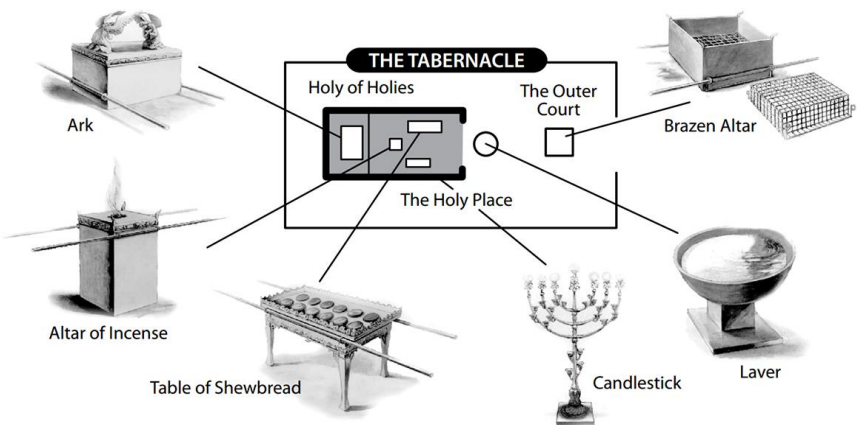 THE TABERNACLE
Holy of Holies
The Outer
Court
Ark
Brazen Altar
The Holy Place
Altar of Incense
Table of Shewbread
Candlestick
Laver